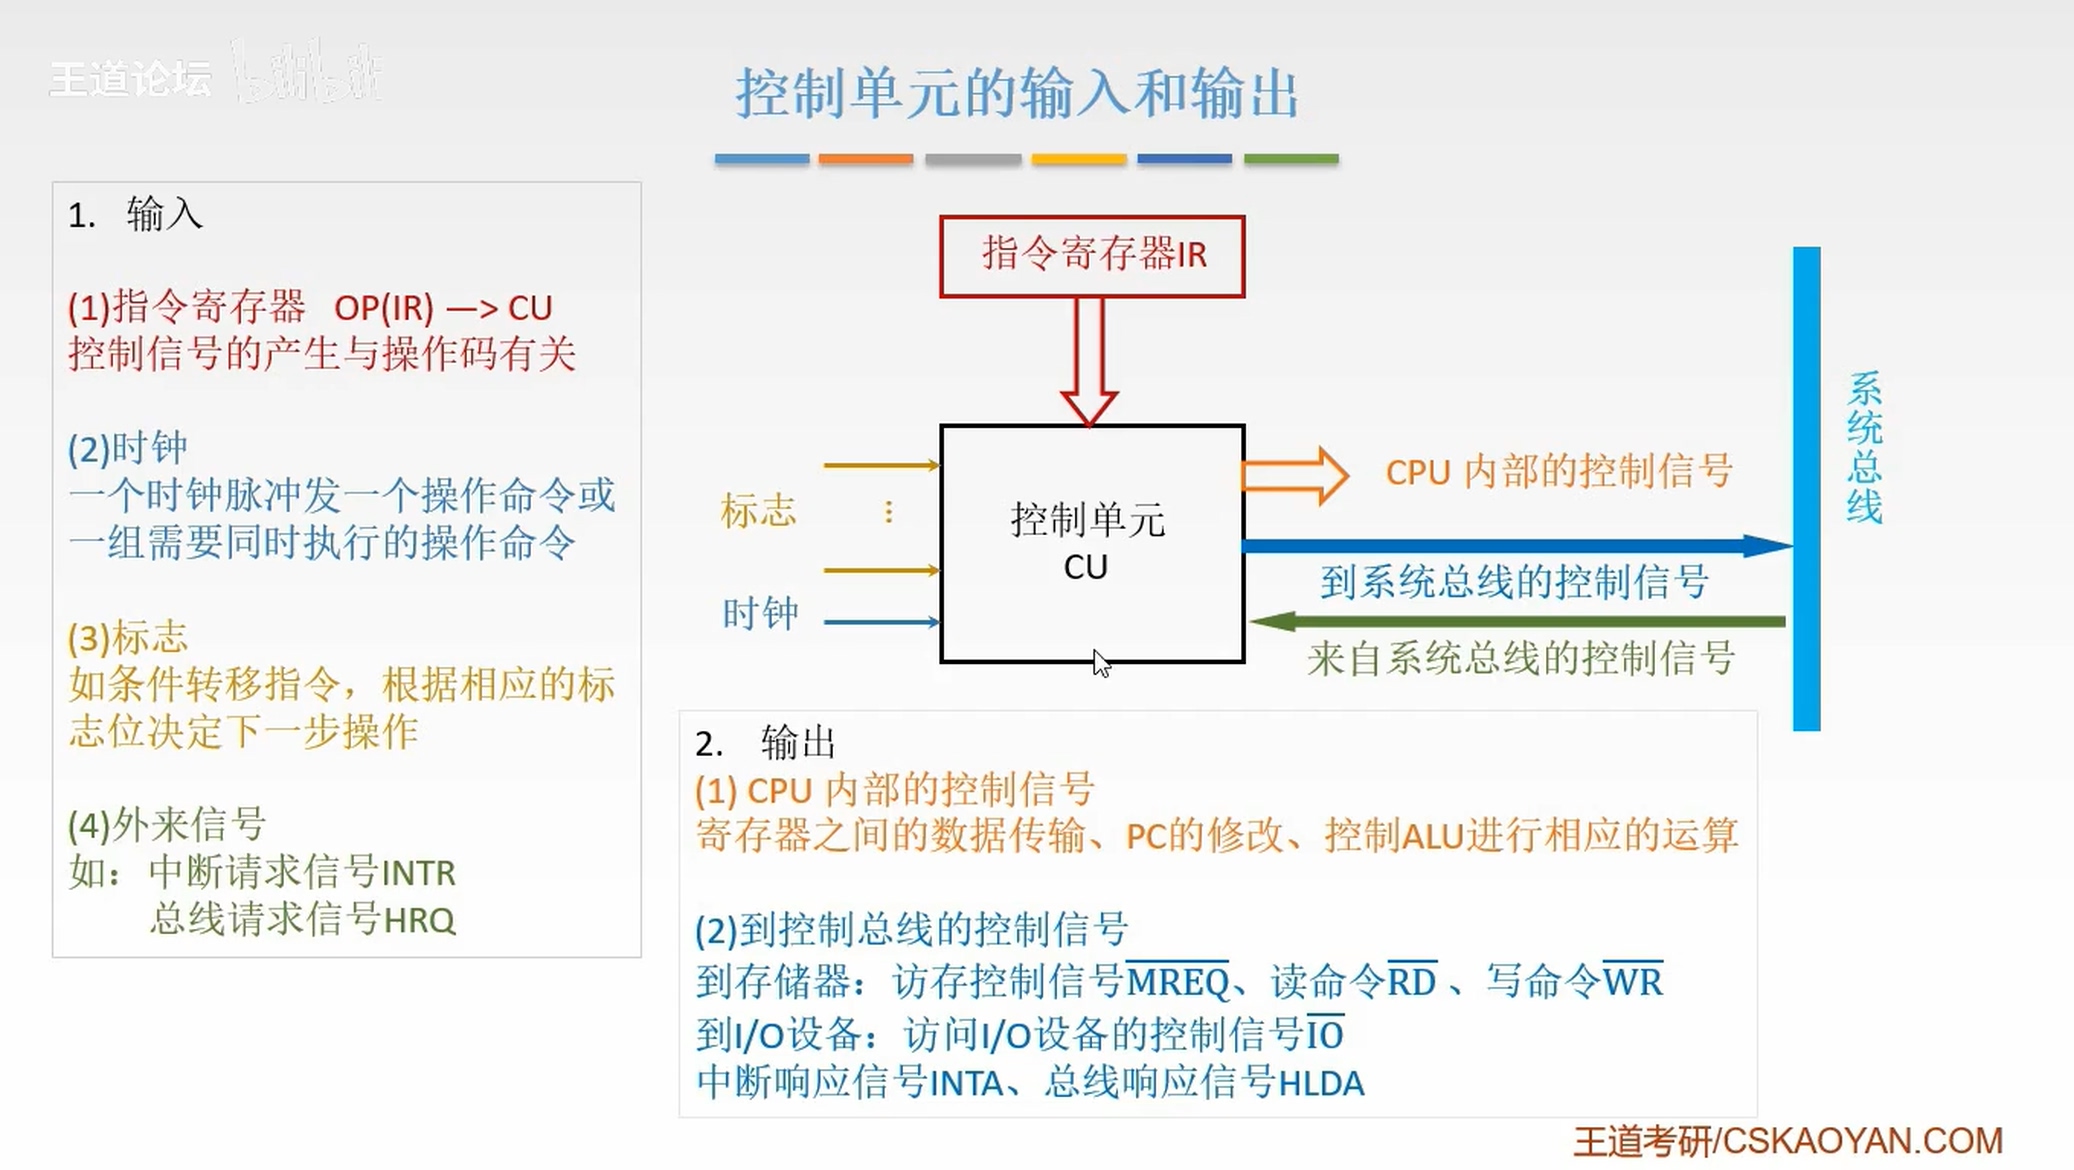 王道论坛 bilibili
控制单元的输入和输出
1. 输入
(1)指令寄存器 OP(IR) —> CU
控制信号的产生与操作码有关
(2)时钟
一个时钟脉冲发一个操作命令或
一组需要同时执行的操作命令
(3)标志
如条件转移指令，根据相应的标
志位决定下一步操作
(4)外来信号
如：中断请求信号INTR
总线请求信号HRQ
指令寄存器IR
标志
⋮
时钟
控制单元
CU
CPU 内部的控制信号
到系统总线的控制信号
来自系统总线的控制信号
系统总线
2. 输出
(1) CPU 内部的控制信号
寄存器之间的数据传输、PC的修改、控制ALU进行相应的运算
(2)到控制总线的控制信号
到存储器：访存控制信号M̅R̅E̅Q̅、读命令R̅D̅ 、写命令W̅R̅
到I/O设备：访问I/O设备的控制信号I̅O̅
中断响应信号INTA、总线响应信号HLDA
王道考研/CSKAOYAN.COM